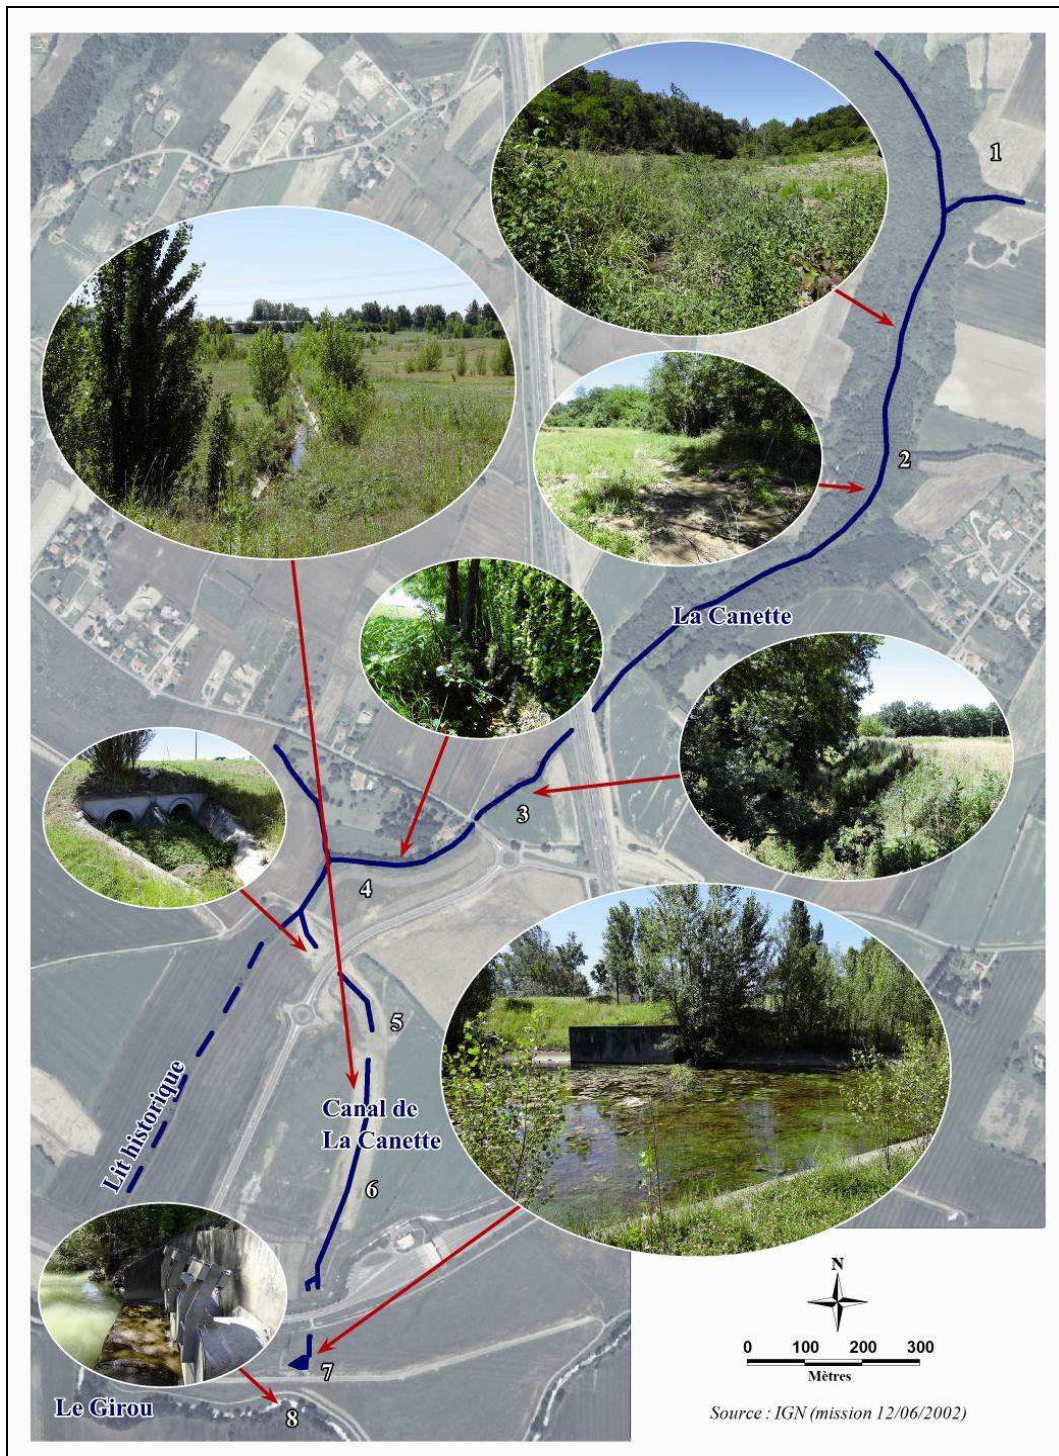 1
2
La Canette
3
4
5
Lit historique
Canal de
La Canette
6
7
Le Girou
8
N
0 100 200 300
Mètres
Source : IGN (mission 12/06/2002)